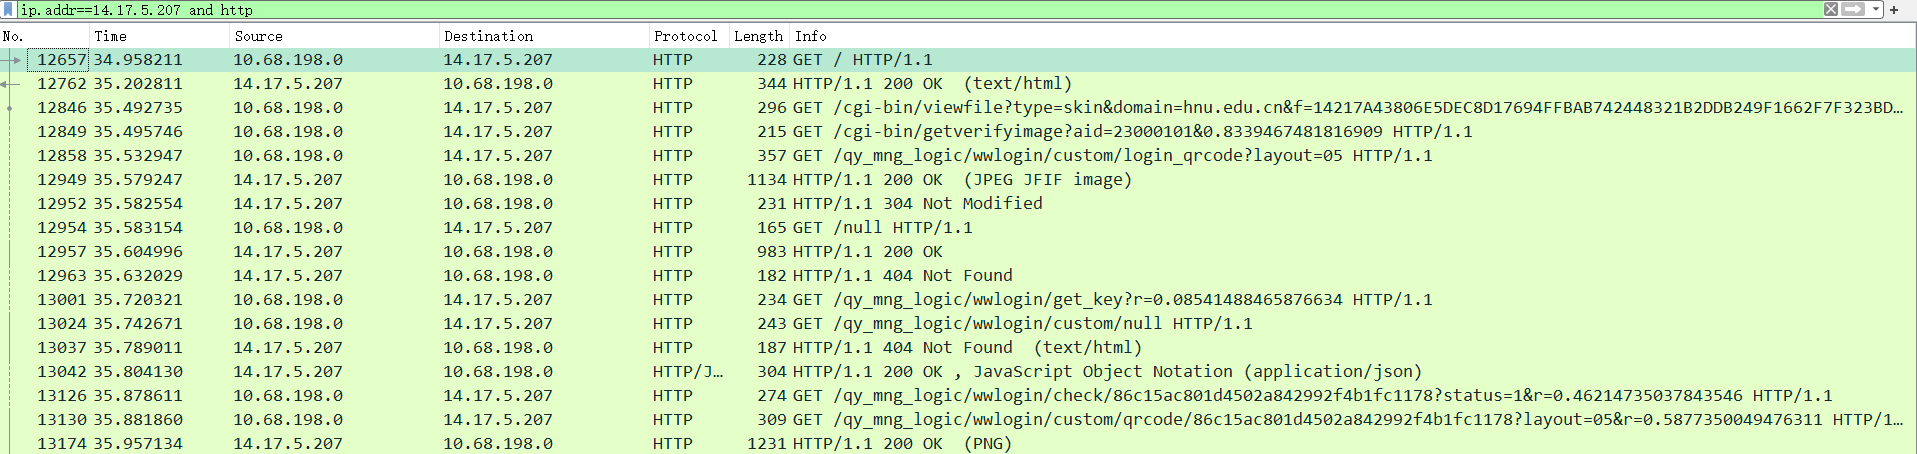 ip.addr==14.17.5.207 and http
No. Time Source Destination Protocol Length Info
12657 34.958211 10.68.198.0 14.17.5.207 HTTP 228 GET / HTTP/1.1
12762 35.202811 14.17.5.207 10.68.198.0 HTTP 344 HTTP/1.1 200 OK (text/html)
12846 35.492735 10.68.198.0 14.17.5.207 HTTP 296 GET /cgi-bin/viewfile?type=skin&domain=hnu.edu.cn&f=14217A43806E5DEC8D17694FFBAB742448321B2DDB249F1662F7F323BD…
12849 35.495746 10.68.198.0 14.17.5.207 HTTP 215 GET /cgi-bin/getverifyimage?aid=23000101&0.8339467481816909 HTTP/1.1
12858 35.532947 10.68.198.0 14.17.5.207 HTTP 357 GET /qy_mng_logic/wwlogin/custom/login_qrcode?layout=05 HTTP/1.1
12949 35.579247 14.17.5.207 10.68.198.0 HTTP 1134 HTTP/1.1 200 OK (JPEG JFIF image)
12952 35.582554 14.17.5.207 10.68.198.0 HTTP 231 HTTP/1.1 304 Not Modified
12954 35.583154 10.68.198.0 14.17.5.207 HTTP 165 GET /null HTTP/1.1
12957 35.604996 14.17.5.207 10.68.198.0 HTTP 983 HTTP/1.1 200 OK
12963 35.632029 14.17.5.207 10.68.198.0 HTTP 182 HTTP/1.1 404 Not Found
13001 35.720321 10.68.198.0 14.17.5.207 HTTP 234 GET /qy_mng_logic/wwlogin/get_key?r=0.08541488465876634 HTTP/1.1
13024 35.742671 10.68.198.0 14.17.5.207 HTTP 243 GET /qy_mng_logic/wwlogin/custom/null HTTP/1.1
13037 35.789011 14.17.5.207 10.68.198.0 HTTP 187 HTTP/1.1 404 Not Found (text/html)
13042 35.804130 14.17.5.207 10.68.198.0 HTTP/J… 304 HTTP/1.1 200 OK , JavaScript Object Notation (application/json)
13126 35.878611 10.68.198.0 14.17.5.207 HTTP 274 GET /qy_mng_logic/wwlogin/check/86c15ac801d4502a842992f4b1fc1178?status=1&r=0.46214735037843546 HTTP/1.1
13130 35.881860 10.68.198.0 14.17.5.207 HTTP 309 GET /qy_mng_logic/wwlogin/custom/qrcode/86c15ac801d4502a842992f4b1fc1178?layout=05&r=0.5877350049476311 HTTP/1…
13174 35.957134 14.17.5.207 10.68.198.0 HTTP 1231 HTTP/1.1 200 OK (PNG)